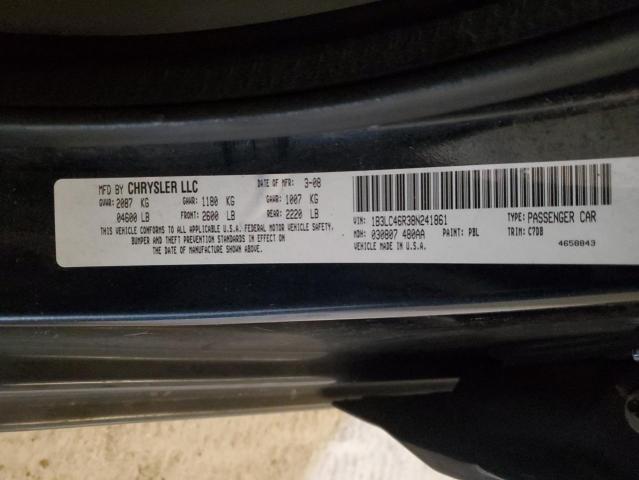 MFD BY CHRYSLER LLC DATE OF MFR: 3-08
GVWR: 2087 KG GAWR: 1180 KG GAWR: 1007 KG
04600 LB FRONT: 2600 LB REAR: 2220 LB
THIS VEHICLE CONFORMS TO ALL APPLICABLE U.S.A. FEDERAL MOTOR VEHICLE SAFETY,
BUMPER AND THEFT PREVENTION STANDARDS IN EFFECT ON
THE DATE OF MANUFACTURE SHOWN ABOVE.
VIN: 1B3LC46R38N241861 TYPE: PASSENGER CAR
MDH: 030807 480AA PAINT: PBL TRIM: C7DB
VEHICLE MADE IN U.S.A. 4658843